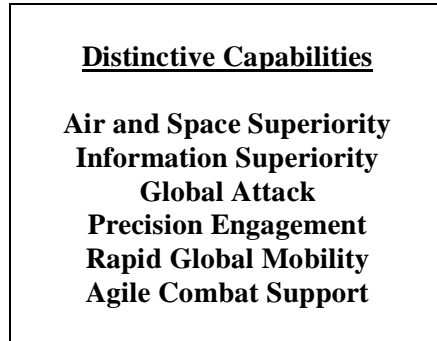 Distinctive Capabilities
Air and Space Superiority
Information Superiority
Global Attack
Precision Engagement
Rapid Global Mobility
Agile Combat Support